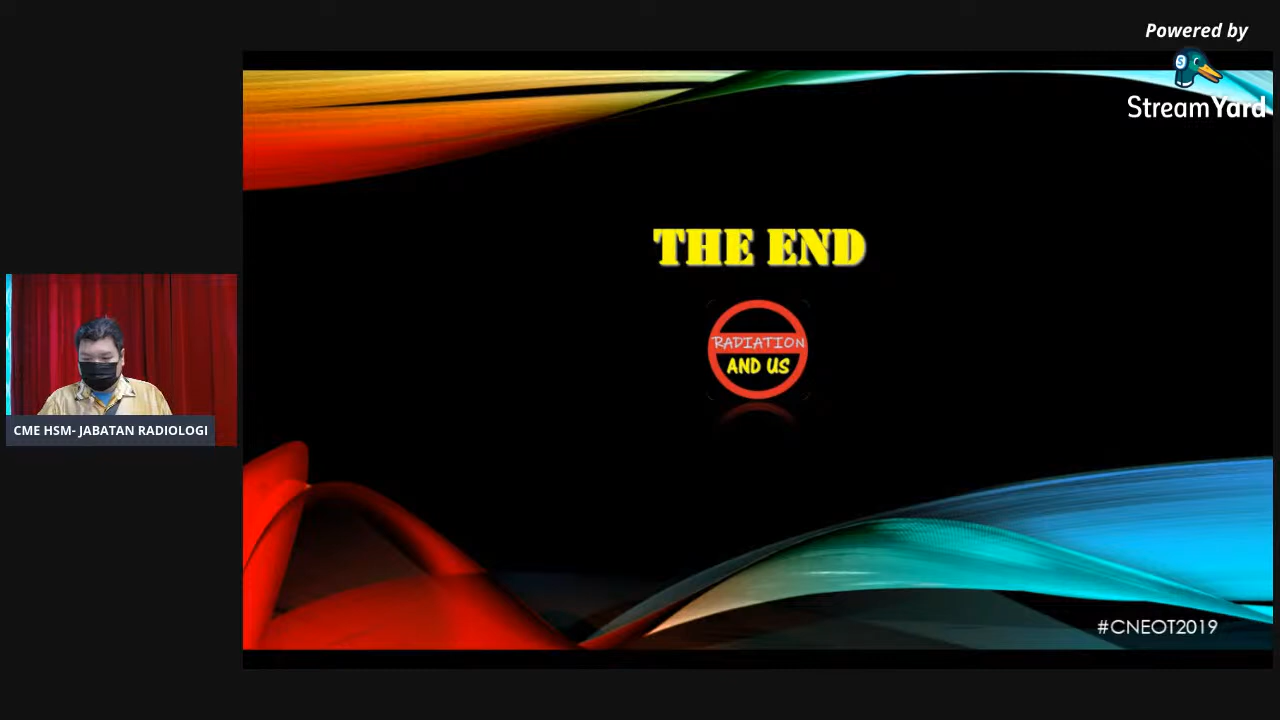 Powered by
StreamYard
THE END
RADIATION
AND US
CME HSM- JABATAN RADIOLOGI
#CNEOT2019